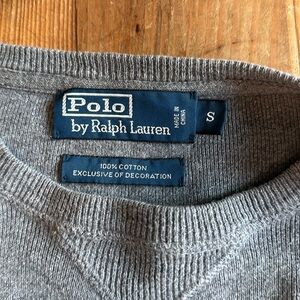 Polo
by Ralph Lauren
MADE IN
CHINA
S
100% COTTON
EXCLUSIVE OF DECORATION